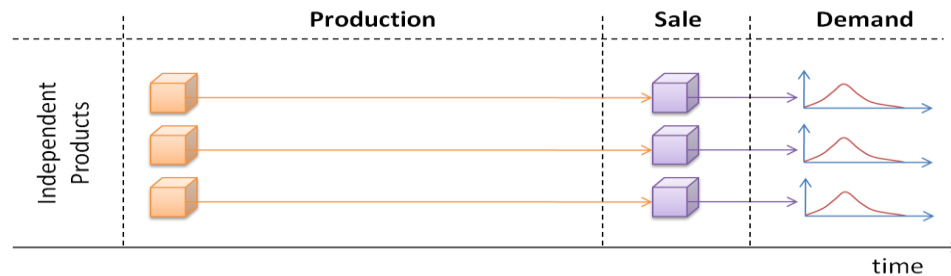 Production
Sale
Demand
Independent
Products
time